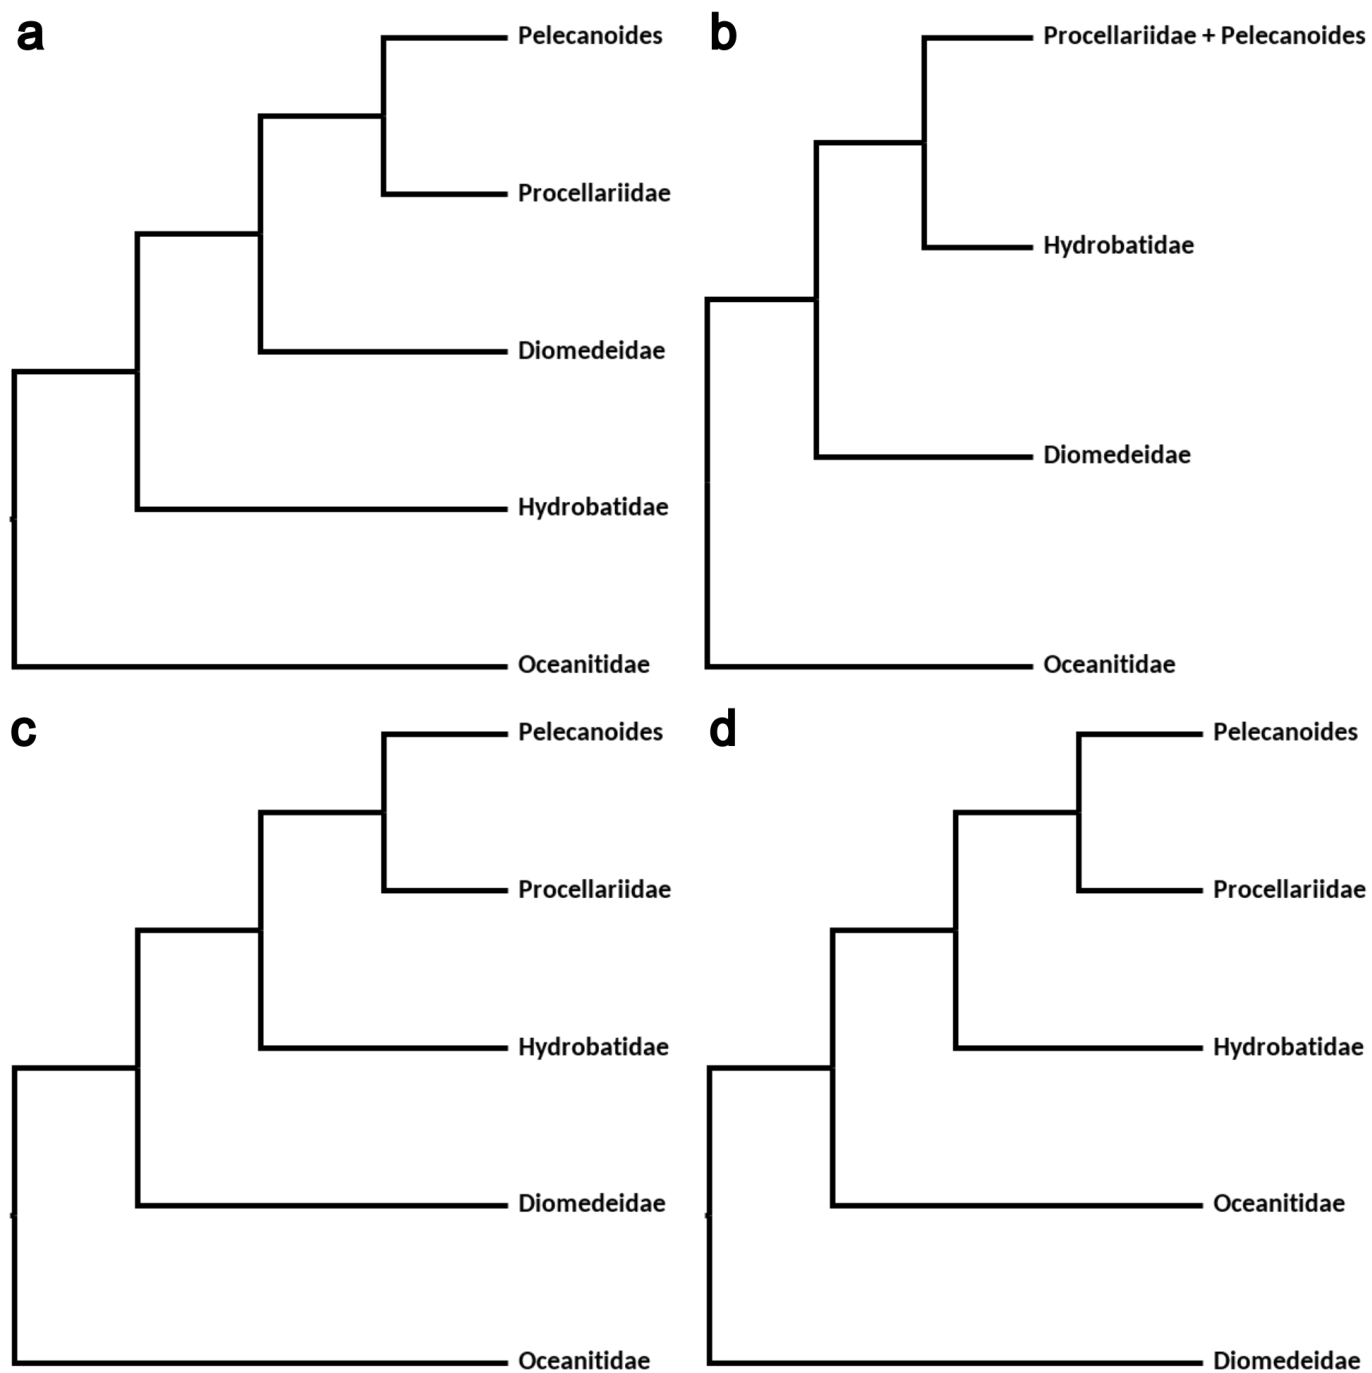 a
Pelecanoides
Procellariidae
Diomedeidae
Hydrobatidae
Oceanitidae
b
Procellariidae + Pelecanoides
Hydrobatidae
Diomedeidae
Oceanitidae
c
Pelecanoides
Procellariidae
Hydrobatidae
Diomedeidae
Oceanitidae
d
Pelecanoides
Procellariidae
Hydrobatidae
Oceanitidae
Diomedeidae